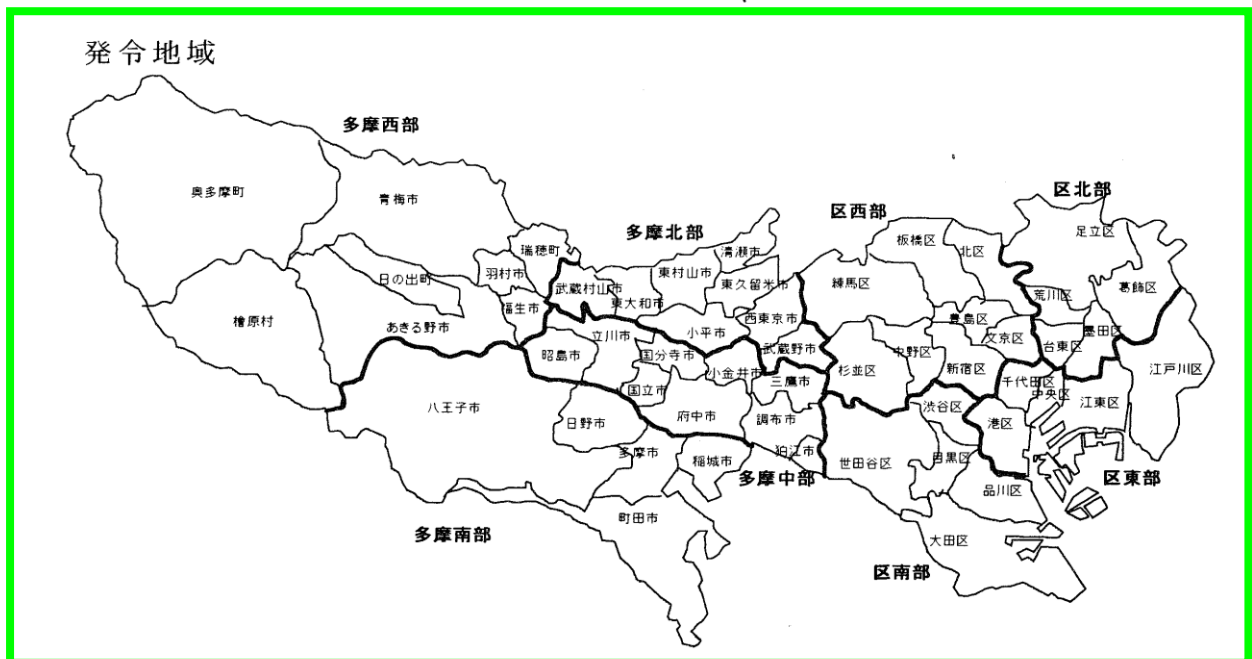 発令地域
多摩西部
奥多摩町
青梅市
瑞穂町
羽村市
日の出町
福生市
檜原村
あきる野市
多摩北部
清瀬市
東村山市
武蔵村山市
東大和市
東久留米市
小平市
西東京市
武蔵野市
区西部
板橋区
北区
練馬区
豊島区
文京区
杉並区
中野区
新宿区
区北部
足立区
荒川区
葛飾区
台東区
墨田区
立川市
昭島市
国分寺市
小金井市
国立市
三鷹市
府中市
調布市
狛江市
多摩中部
八王子市
日野市
多摩市
稲城市
町田市
多摩南部
渋谷区
世田谷区
目黒区
品川区
大田区
区南部
千代田区
中央区
港区
江東区
江戸川区
区東部